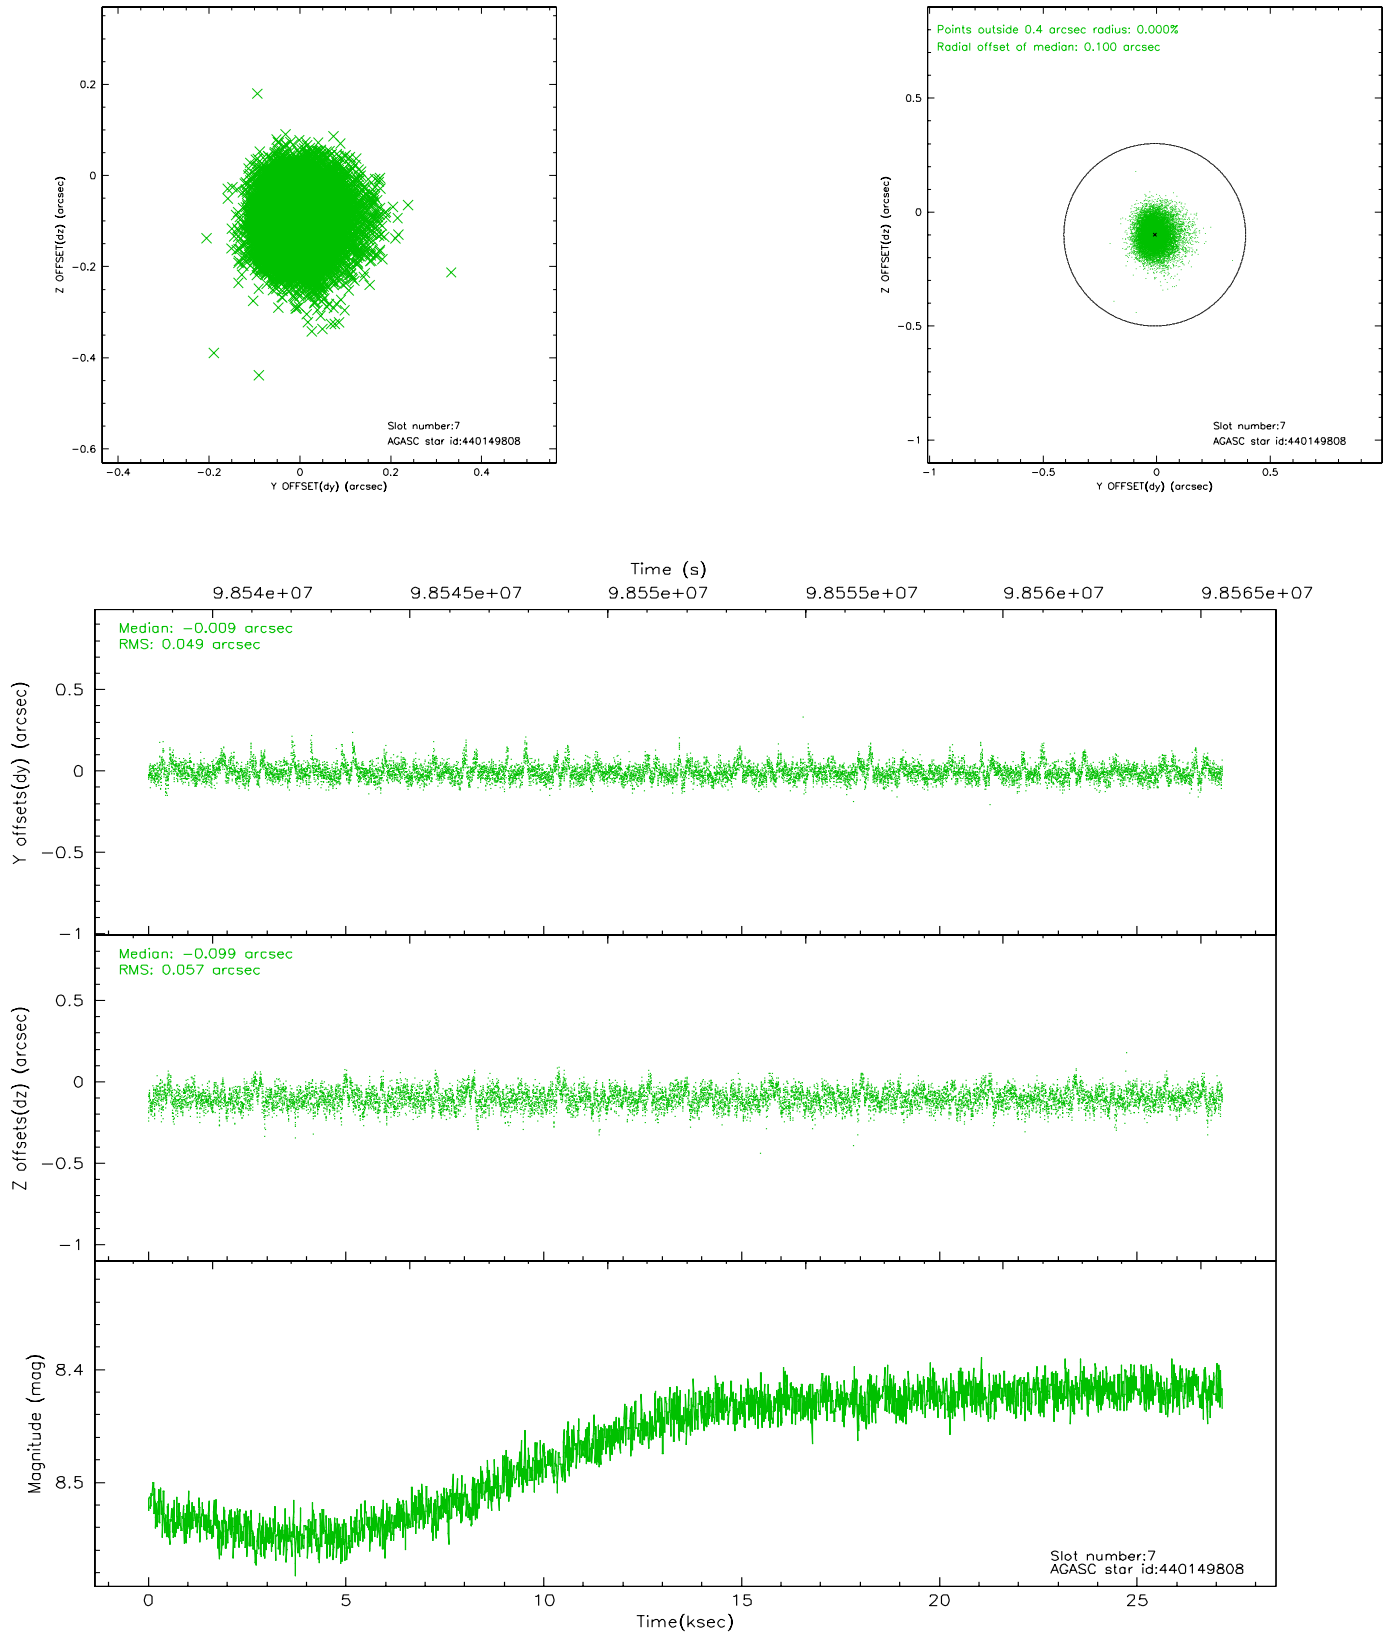 0.2
0
−0.2
−0.4
−0.6
Z OFFSET(dz) (arcsec)
Slot number:7
AGASC star id:440149808
−0.4 −0.2 0 0.2 0.4
Y OFFSET(dy) (arcsec)
Points outside 0.4 arcsec radius: 0.000%
Radial offset of median: 0.100 arcsec
0.5
0
−0.5
−1
Z OFFSET(dz) (arcsec)
Slot number:7
AGASC star id:440149808
−1 −0.5 0 0.5
Y OFFSET(dy) (arcsec)
Time (s)
9.854e+07 9.8545e+07 9.855e+07 9.8555e+07 9.856e+07 9.8565e+07
Median: −0.009 arcsec
RMS: 0.049 arcsec
0.5
0
−0.5
−1
Y offsets(dy) (arcsec)
Median: −0.099 arcsec
RMS: 0.057 arcsec
0.5
0
−0.5
−1
Z offsets(dz) (arcsec)
8.4
8.5
Magnitude (mag)
Slot number:7
AGASC star id:440149808
0 5 10 15 20 25
Time(ksec)